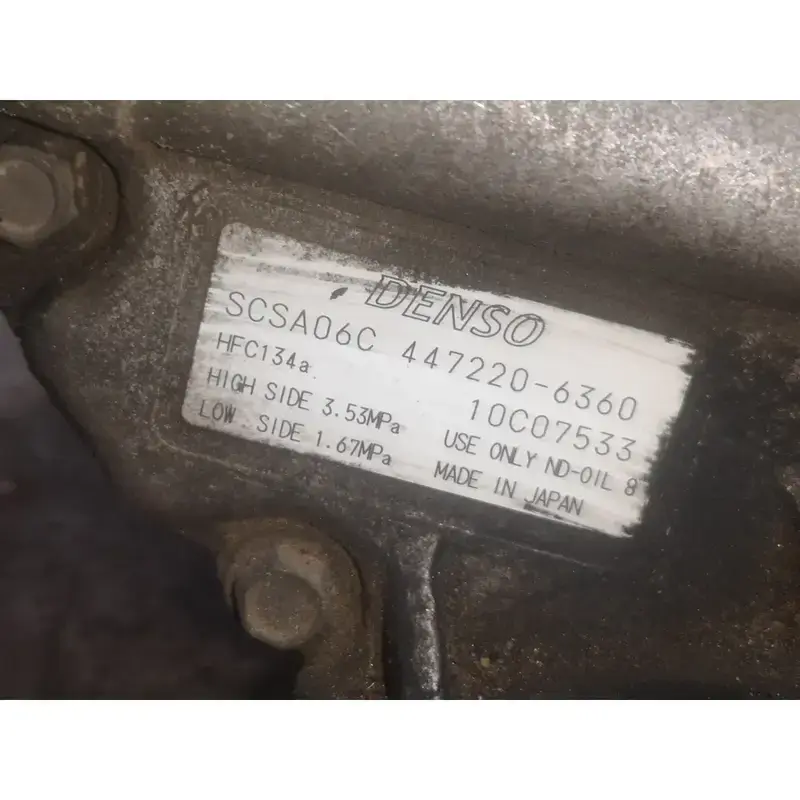 DENSO
SCSA06C 447220-6360
HFC134a 10C07533
HIGH SIDE 3.53MPa USE ONLY ND-OIL 8
LOW. SIDE 1.67MPa MADE IN JAPAN